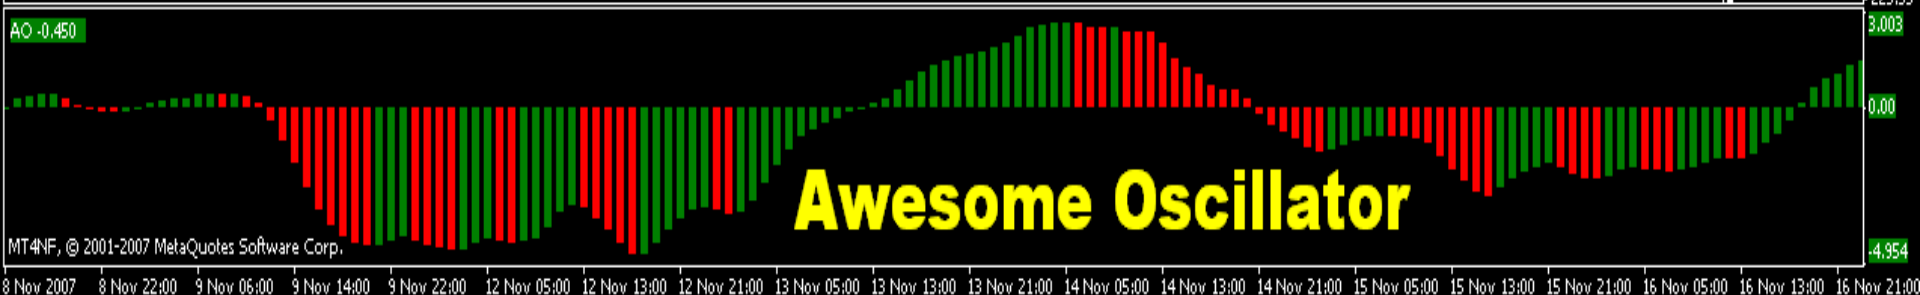 AO -0.450
3.003
0.00
Awesome Oscillator
MT4NF, © 2001-2007 MetaQuotes Software Corp.
-4.954
8 Nov 2007 8 Nov 22:00 9 Nov 06:00 9 Nov 14:00 9 Nov 22:00 12 Nov 05:00 12 Nov 13:00 12 Nov 21:00 13 Nov 05:00 13 Nov 13:00 13 Nov 21:00 14 Nov 05:00 14 Nov 13:00 14 Nov 21:00 15 Nov 05:00 15 Nov 13:00 15 Nov 21:00 16 Nov 05:00 16 Nov 13:00 16 Nov 21:00